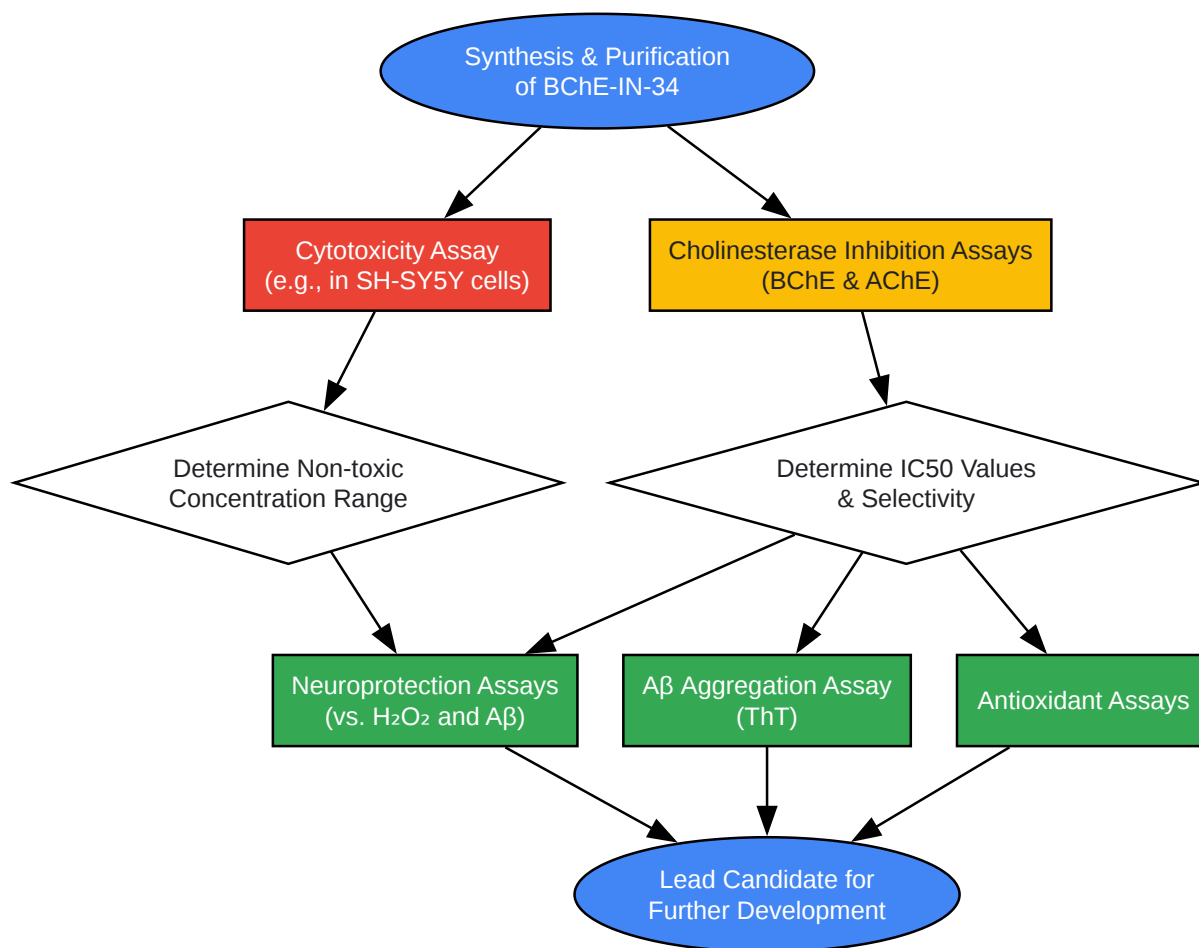 Synthesis & Purification
of BChE-IN-34
Cytotoxicity Assay
(e.g., in SH-SY5Y cells)
Cholinesterase Inhibition Assays
(BChE & AChE)
Determine Non-toxic
Concentration Range
Determine IC50 Values
& Selectivity
Neuroprotection Assays
(vs. H₂O₂ and Aβ)
Aβ Aggregation Assay
(ThT)
Antioxidant Assays
Lead Candidate for
Further Development